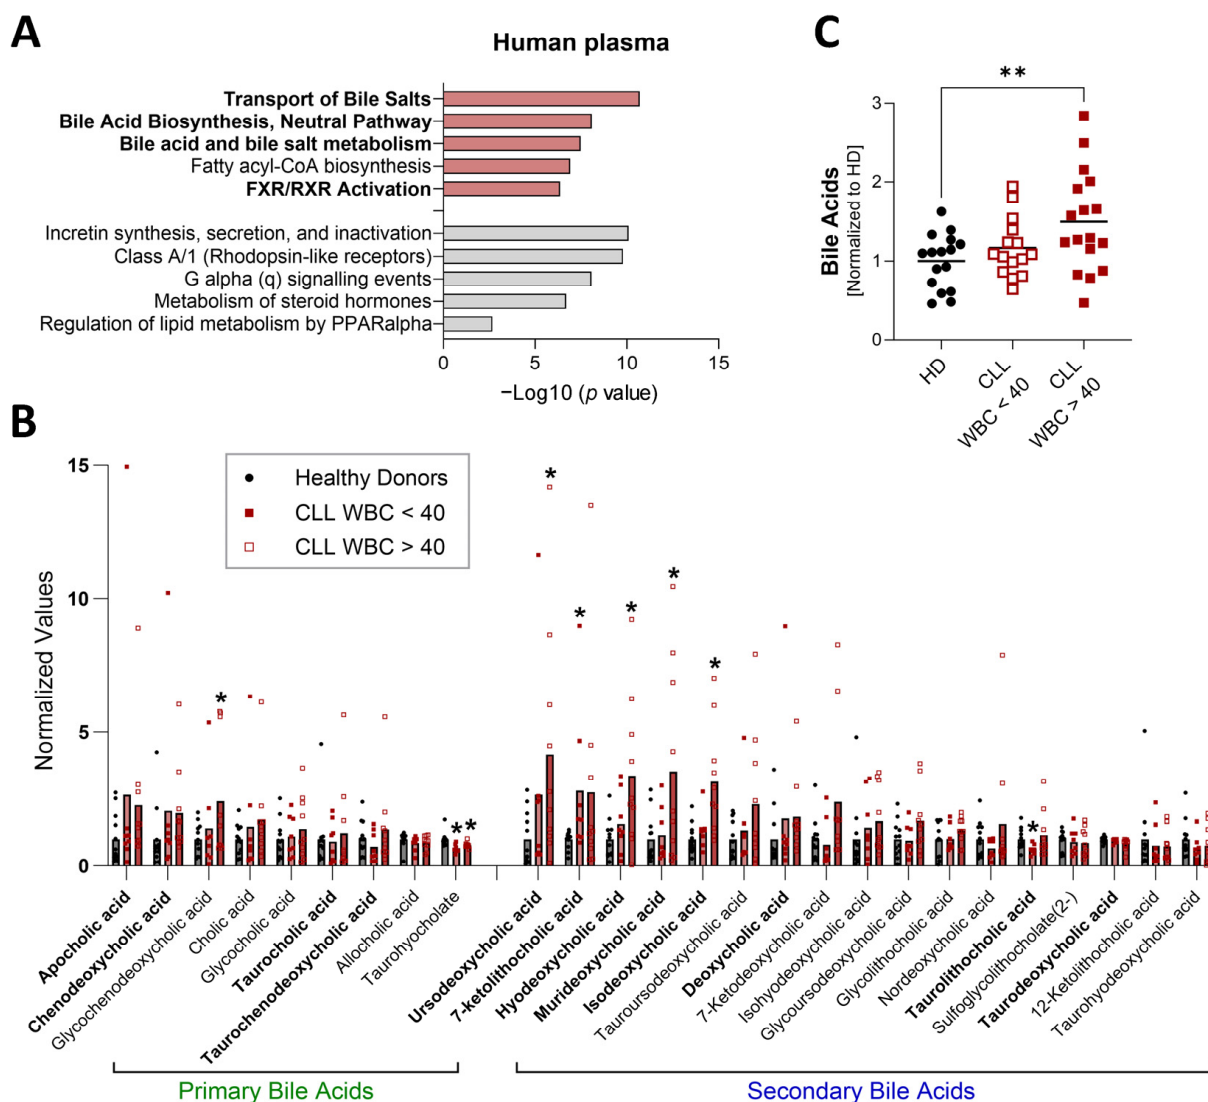 A
Human plasma
Transport of Bile Salts
Bile Acid Biosynthesis, Neutral Pathway
Bile acid and bile salt metabolism
Fatty acyl-CoA biosynthesis
FXR/RXR Activation
Incretin synthesis, secretion, and inactivation
Class A/1 (Rhodopsin-like receptors)
G alpha (q) signalling events
Metabolism of steroid hormones
Regulation of lipid metabolism by PPARalpha
0 5 10 15
−Log10 (p value)
C
**
3
2
1
0
Bile Acids
[Normalized to HD]
HD
CLL
WBC < 40
CLL
WBC > 40
B
15
10
5
0
Normalized Values
Healthy Donors
CLL WBC < 40
CLL WBC > 40
*
* *
*
*
*
*
*
*
Apocholic acid
Chenodeoxycholic acid
Glycochenodeoxycholic acid
Cholic acid
Glycocholic acid
Taurocholic acid
Taurochenodeoxycholic acid
Allocholic acid
Taurohyocholate
Ursodeoxycholic acid
7-ketolithocholic acid
Hyodeoxycholic acid
Murideoxycholic acid
Isodeoxycholic acid
Tauroursodeoxycholic acid
Deoxycholic acid
7-Ketodeoxycholic acid
Isohyodeoxycholic acid
Glycoursodeoxycholic acid
Glycolithocholic acid
Nordeoxycholic acid
Taurolithocholic acid
Sulfoglycolithocholate(2-)
Taurodeoxycholic acid
12-Ketolithocholic acid
Taurohyodeoxycholic acid
Primary Bile Acids
Secondary Bile Acids